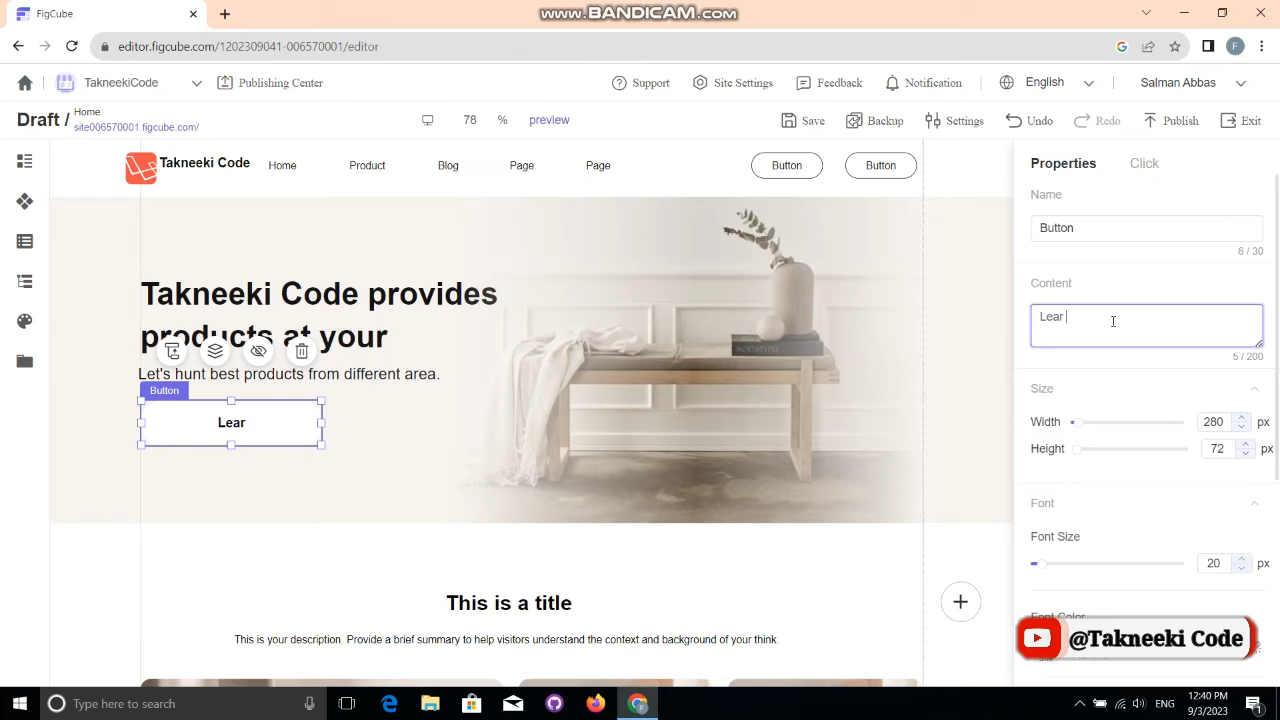 FigCube
www.BANDICAM.com
editor.figcube.com/1202309041-006570001/editor
F
TakneekiCode
Publishing Center
Support
Site Settings
Feedback
Notification
English
Salman Abbas
Draft /
Home
site006570001.figcube.com/
78 %
preview
Save
Backup
Settings
Undo
Redo
Publish
Exit
Takneeki Code
Home
Product
Blog
Page
Page
Button
Button
Takneeki Code provides
products at your
Let's hunt best products from different area.
Button
Lear
This is a title
This is your description. Provide a brief summary to help visitors understand the context and background of your think.
Properties
Click
Name
Button
6 / 30
Content
Lear
5 / 200
Size
Width
280 px
Height
72 px
Font
Font Size
20 px
Font Color
@Takneeki Code
Type here to search
ENG
12:40 PM
9/3/2023
1